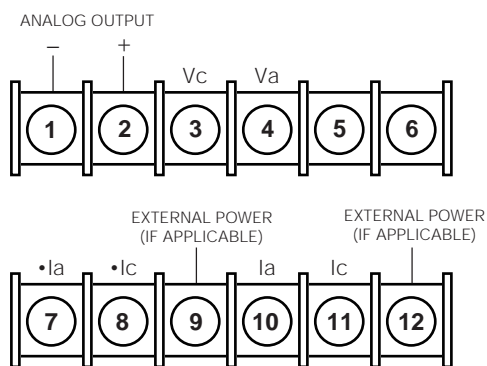 ANALOG OUTPUT
– +
Vc Va
1 2 3 4 5 6
EXTERNAL POWER
(IF APPLICABLE)
EXTERNAL POWER
(IF APPLICABLE)
•Ia •Ic Ia Ic
7 8 9 10 11 12